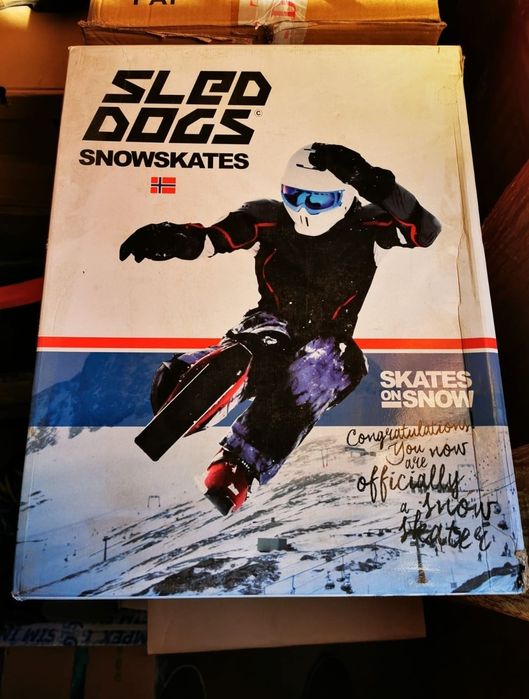 SLED
DOGS
©
SNOWSKATES
SKATES
ON SNOW
Congratulations
You now
are
officially
a snow
skater